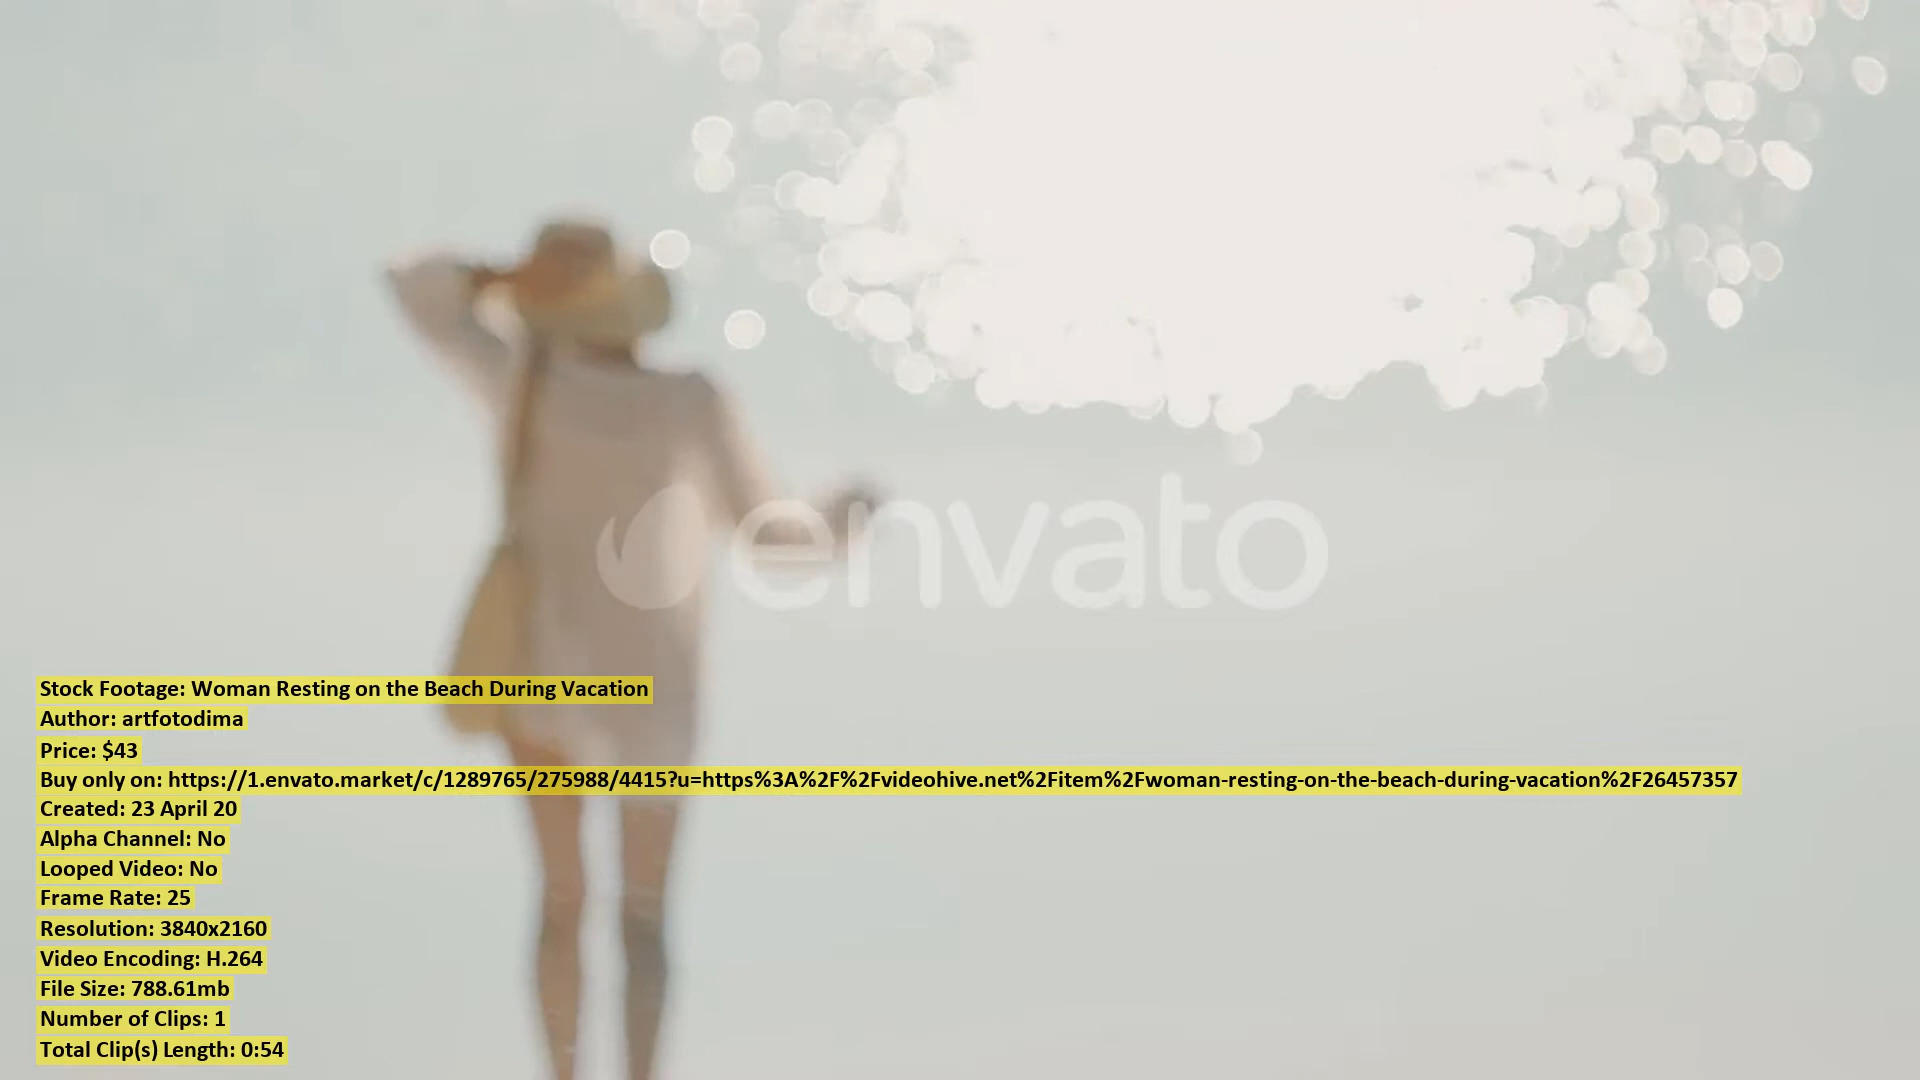 envato
Stock Footage: Woman Resting on the Beach During Vacation
Author: artfotodima
Price: $43
Buy only on: https://1.envato.market/c/1289765/275988/4415?u=https%3A%2F%2Fvideohive.net%2Fitem%2Fwoman-resting-on-the-beach-during-vacation%2F26457357
Created: 23 April 20
Alpha Channel: No
Looped Video: No
Frame Rate: 25
Resolution: 3840x2160
Video Encoding: H.264
File Size: 788.61mb
Number of Clips: 1
Total Clip(s) Length: 0:54